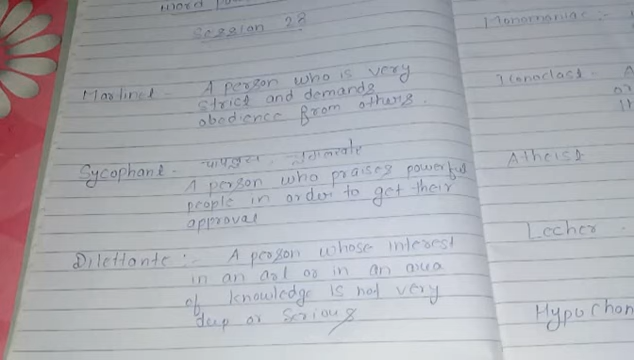 Word
Session 28
Martinet - A person who is very
strict and demands
obedience from others.
Sycophant - चापलूस,
A person who praises powerful
people in order to get their
approval
Dilettante :- A person whose interest
in an art or in an area
of knowledge is not very
deep or serious
Monomaniac :-
Iconoclast - A
Atheist
Lecher -
Hypochon